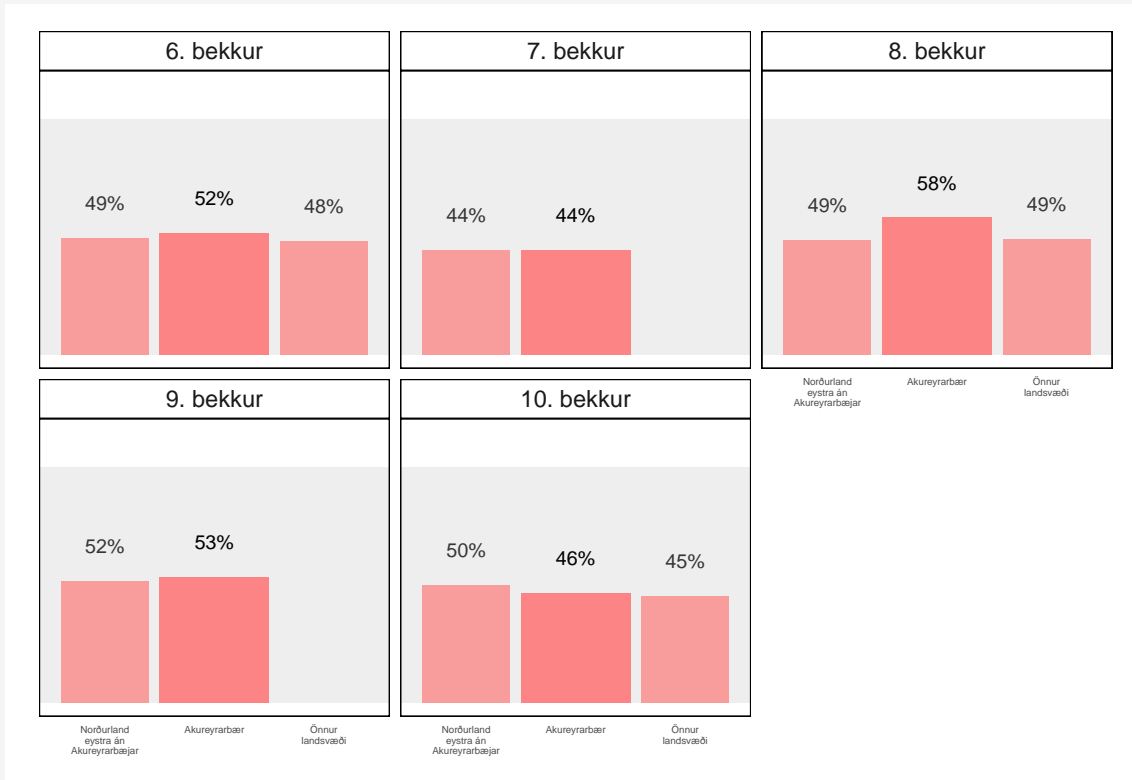 6. bekkur
7. bekkur
8. bekkur
49%
52%
48%
44%
44%
49%
58%
49%
Norðurland
eystra án
Akureyrarbæjar
Akureyrarbær
Önnur
landsvæði
9. bekkur
10. bekkur
52%
53%
50%
46%
45%
Norðurland
eystra án
Akureyrarbæjar
Akureyrarbær
Önnur
landsvæði
Norðurland
eystra án
Akureyrarbæjar
Akureyrarbær
Önnur
landsvæði